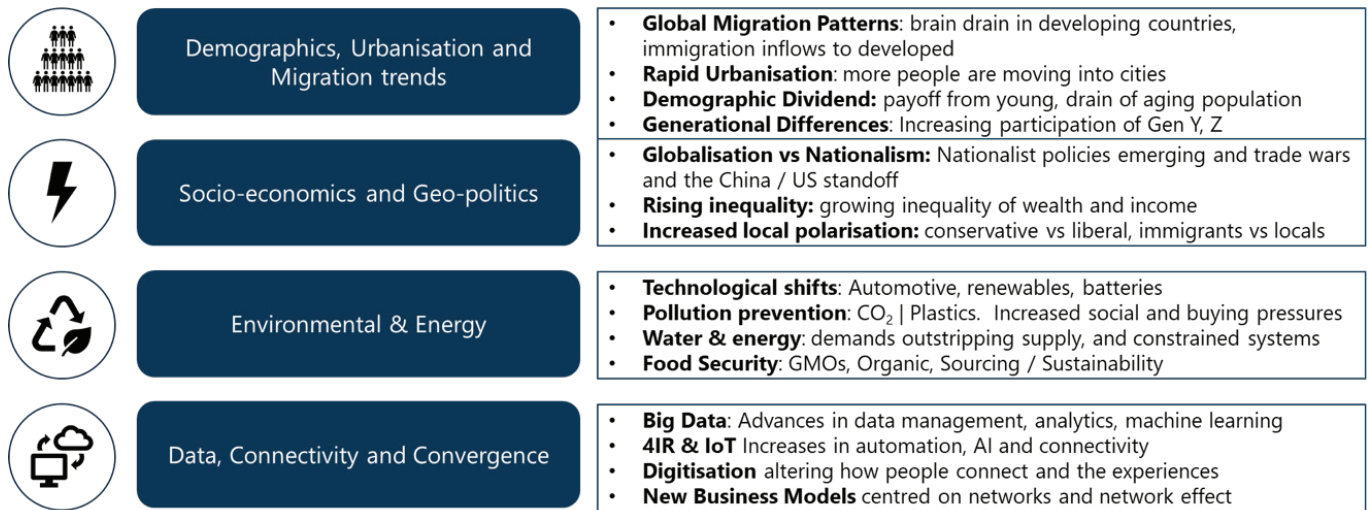 Demographics, Urbanisation and
Migration trends
• Global Migration Patterns: brain drain in developing countries,
immigration inflows to developed
• Rapid Urbanisation: more people are moving into cities
• Demographic Dividend: payoff from young, drain of aging population
• Generational Differences: Increasing participation of Gen Y, Z
Socio-economics and Geo-politics
• Globalisation vs Nationalism: Nationalist policies emerging and trade wars
and the China / US standoff
• Rising inequality: growing inequality of wealth and income
• Increased local polarisation: conservative vs liberal, immigrants vs locals
Environmental & Energy
• Technological shifts: Automotive, renewables, batteries
• Pollution prevention: CO₂ | Plastics. Increased social and buying pressures
• Water & energy: demands outstripping supply, and constrained systems
• Food Security: GMOs, Organic, Sourcing / Sustainability
Data, Connectivity and Convergence
• Big Data: Advances in data management, analytics, machine learning
• 4IR & IoT Increases in automation, AI and connectivity
• Digitisation altering how people connect and the experiences
• New Business Models centred on networks and network effect